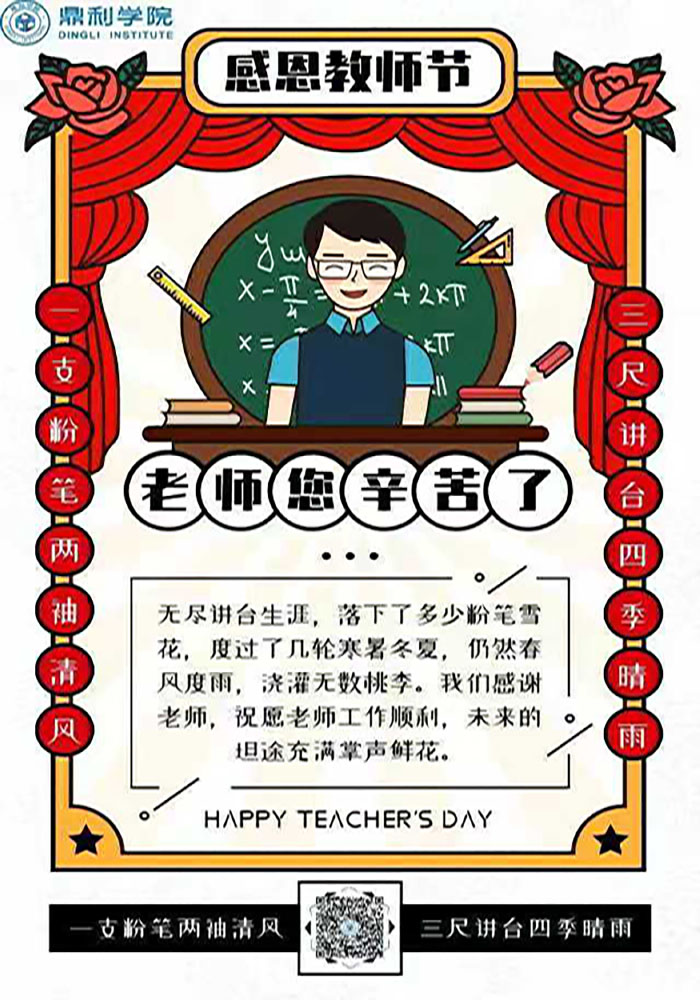 鼎利学院
DINGLI INSTITUTE
感恩教师节
一支粉笔两袖清风
三尺讲台四季晴雨
老师您辛苦了
无尽讲台生涯，落下了多少粉笔雪
花，度过了几轮寒暑冬夏，仍然春
风度雨，浇灌无数桃李。我们感谢
老师，祝愿老师工作顺利，未来的
坦途充满掌声鲜花。
HAPPY TEACHER'S DAY
一支粉笔两袖清风
三尺讲台四季晴雨